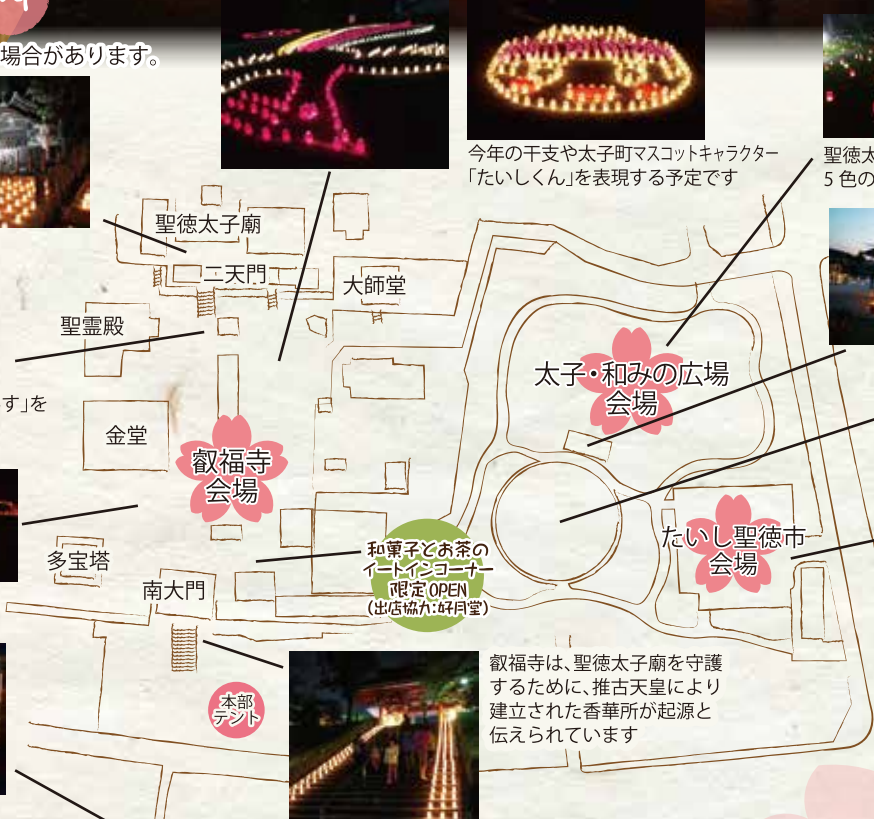 場合があります。
今年の干支や太子町マスコットキャラクター
「たいしくん」を表現する予定です
聖徳太
5色の
聖徳太子廟
二天門
大師堂
聖霊殿
す」を
金堂
叡福寺
会場
太子・和みの広場
会場
たいし聖徳市
会場
多宝塔
南大門
和菓子とお茶の
イートインコーナー
限定OPEN
(出店協力:好月堂)
本部
テント
叡福寺は、聖徳太子廟を守護
するために、推古天皇により
建立された香華所が起源と
伝えられています